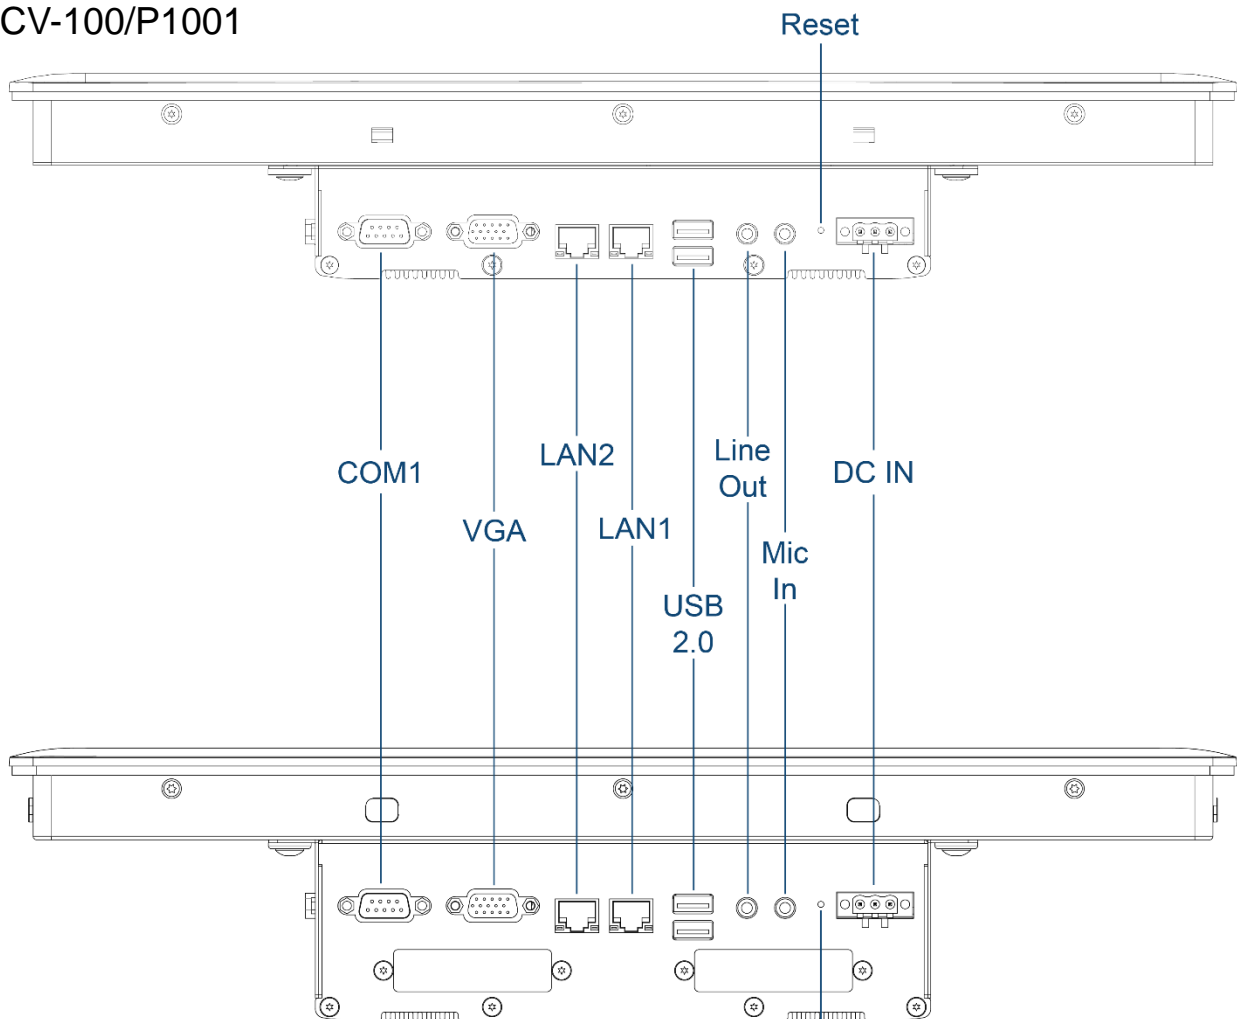 CV-100/P1001
Reset
COM1
VGA
LAN2
LAN1
USB
2.0
Line
Out
Mic
In
DC IN